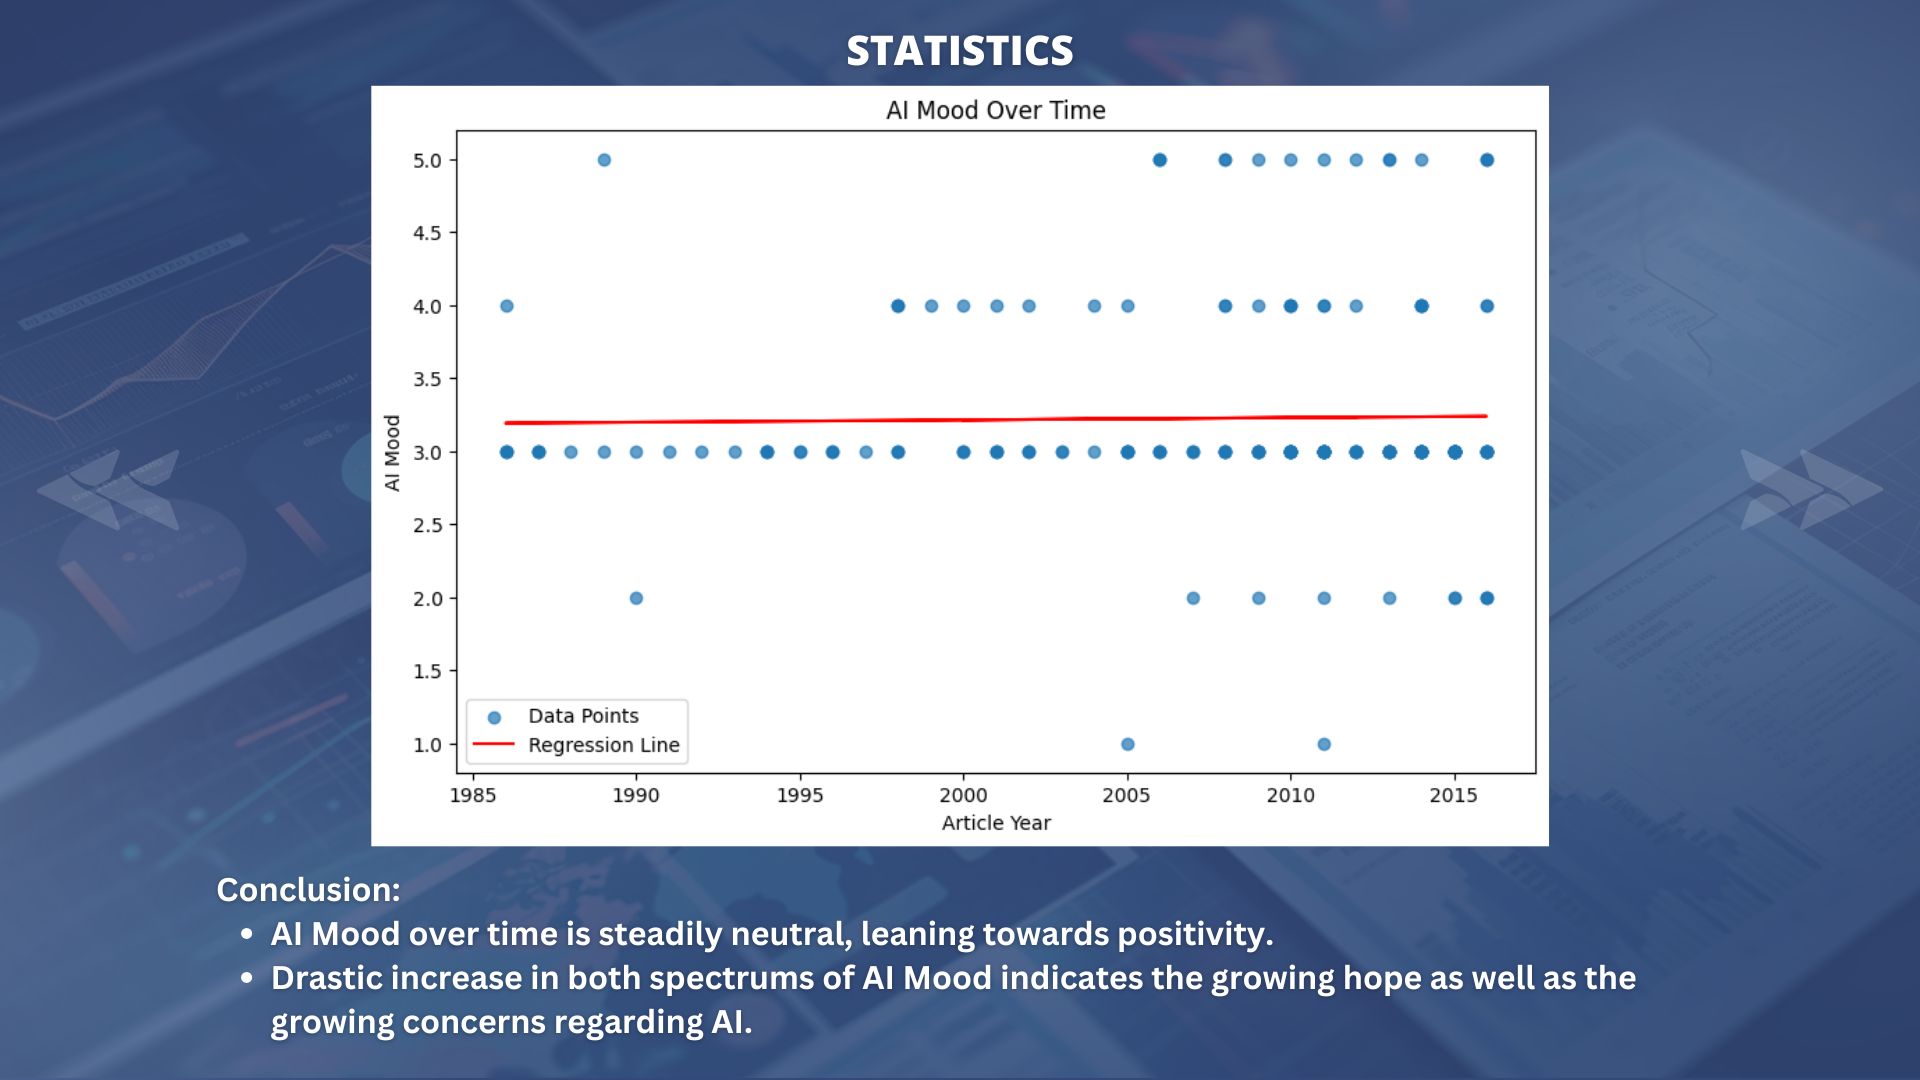 STATISTICS
AI Mood Over Time
5.0
4.5
4.0
3.5
3.0
2.5
2.0
1.5
1.0
AI Mood
Data Points
Regression Line
1985 1990 1995 2000 2005 2010 2015
Article Year
Conclusion:
• AI Mood over time is steadily neutral, leaning towards positivity.
• Drastic increase in both spectrums of AI Mood indicates the growing hope as well as the
growing concerns regarding AI.